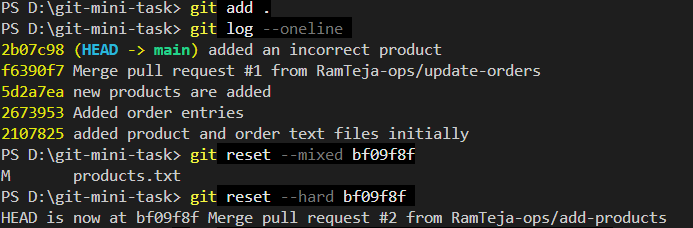 PS D:\git-mini-task> git add .
PS D:\git-mini-task> git log --oneline
2b07c98 (HEAD -> main) added an incorrect product
f6390f7 Merge pull request #1 from RamTeja-ops/update-orders
5d2a7ea new products are added
2673953 Added order entries
2107825 added product and order text files initially
PS D:\git-mini-task> git reset --mixed bf09f8f
M       products.txt
PS D:\git-mini-task> git reset --hard bf09f8f
HEAD is now at bf09f8f Merge pull request #2 from RamTeja-ops/add-products